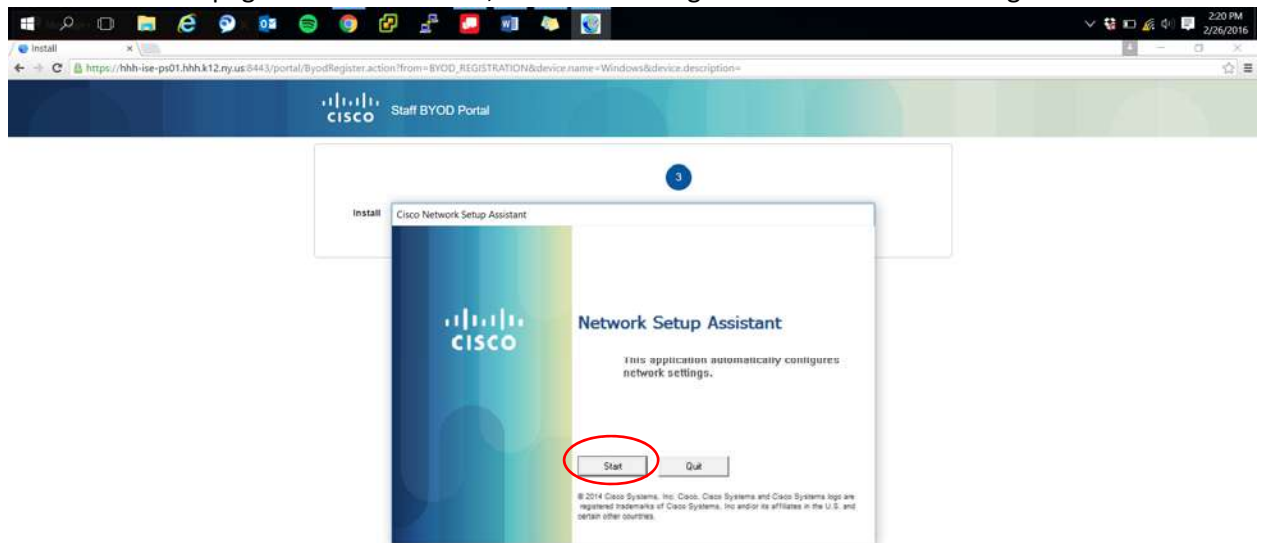 2:20 PM
2/26/2016
Install
https://hhh-ise-ps01.hhh.k12.ny.us:8443/portal/ByodRegister.action?from=BYOD_REGISTRATION&device.name=Windows&device.description=
CISCO
Staff BYOD Portal
3
Install
Cisco Network Setup Assistant
CISCO
Network Setup Assistant
This application automatically configures
network settings.
Start
Quit
© 2014 Cisco Systems, Inc. Cisco, Cisco Systems and Cisco Systems logo are
registered trademarks of Cisco Systems, Inc and/or its affiliates in the U.S. and
certain other countries.